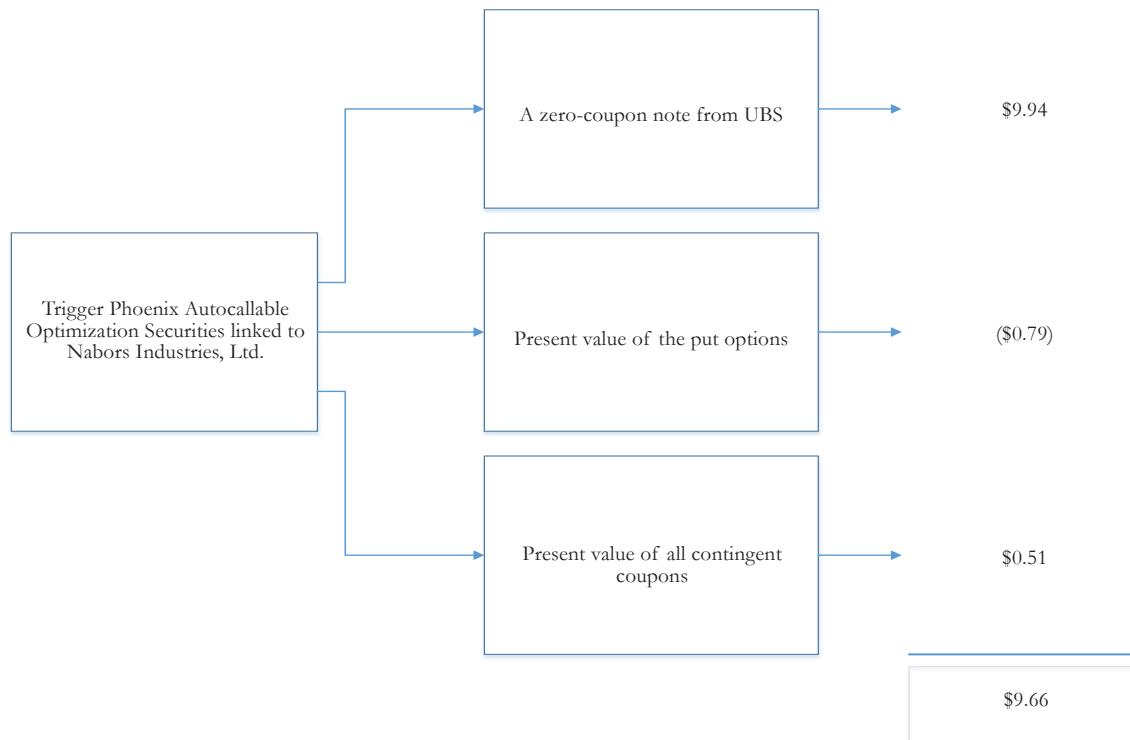 A zero-coupon note from UBS
$9.94
Trigger Phoenix Autocallable
Optimization Securities linked to
Nabors Industries, Ltd.
Present value of the put options
($0.79)
Present value of all contingent
coupons
$0.51
$9.66